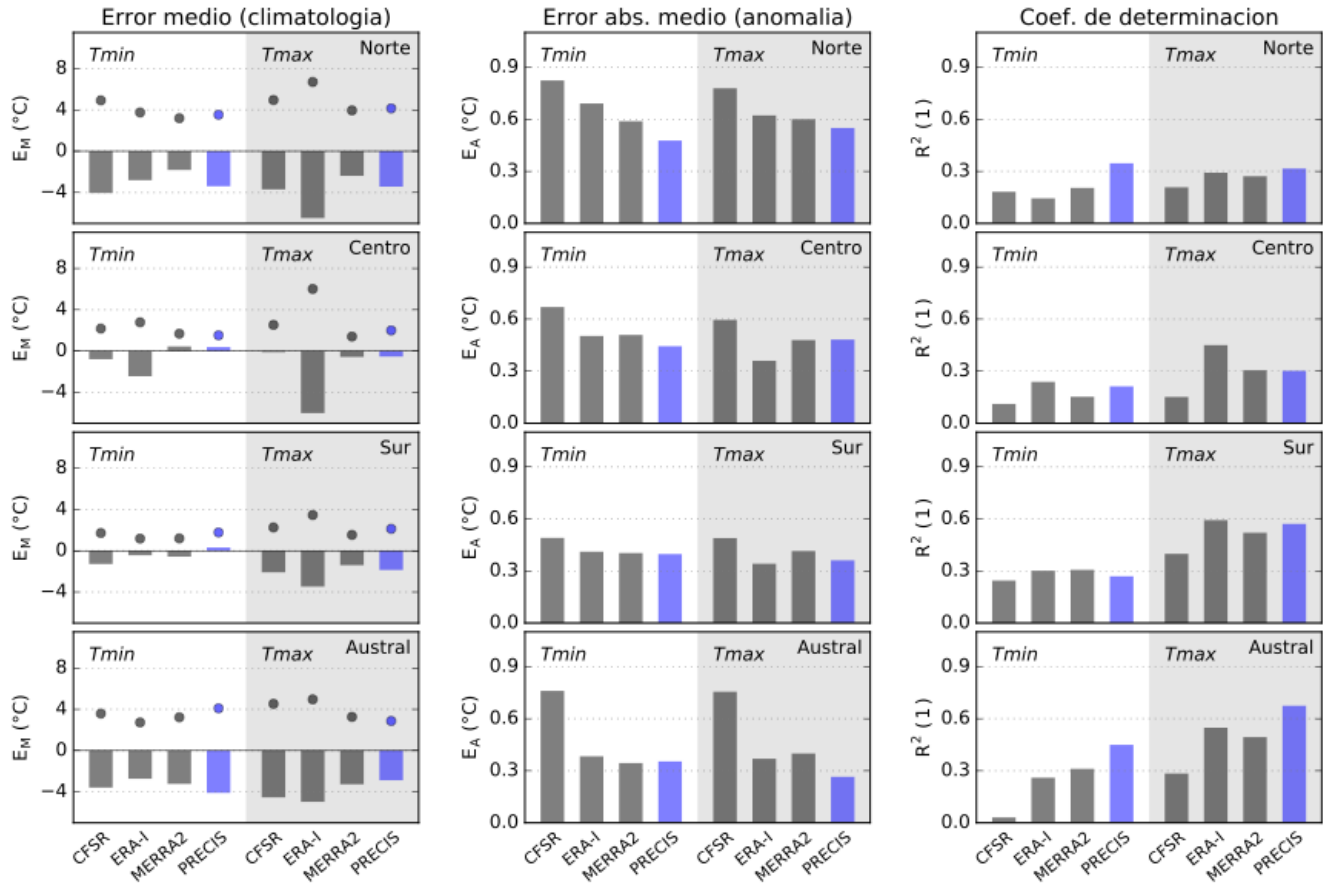 Error medio (climatologia)
Error abs. medio (anomalia)
Coef. de determinacion
Tmin
Tmax
Norte
8
4
0
−4
E_M (°C)
Tmin
Tmax
Norte
0.9
0.6
0.3
0.0
E_A (°C)
Tmin
Tmax
Norte
0.9
0.6
0.3
0.0
R² (1)
Tmin
Tmax
Centro
8
4
0
−4
E_M (°C)
Tmin
Tmax
Centro
0.9
0.6
0.3
0.0
E_A (°C)
Tmin
Tmax
Centro
0.9
0.6
0.3
0.0
R² (1)
Tmin
Tmax
Sur
8
4
0
−4
E_M (°C)
Tmin
Tmax
Sur
0.9
0.6
0.3
0.0
E_A (°C)
Tmin
Tmax
Sur
0.9
0.6
0.3
0.0
R² (1)
Tmin
Tmax
Austral
8
4
0
−4
E_M (°C)
Tmin
Tmax
Austral
0.9
0.6
0.3
0.0
E_A (°C)
Tmin
Tmax
Austral
0.9
0.6
0.3
0.0
R² (1)
CFSR
ERA-I
MERRA2
PRECIS
CFSR
ERA-I
MERRA2
PRECIS
CFSR
ERA-I
MERRA2
PRECIS
CFSR
ERA-I
MERRA2
PRECIS
CFSR
ERA-I
MERRA2
PRECIS
CFSR
ERA-I
MERRA2
PRECIS